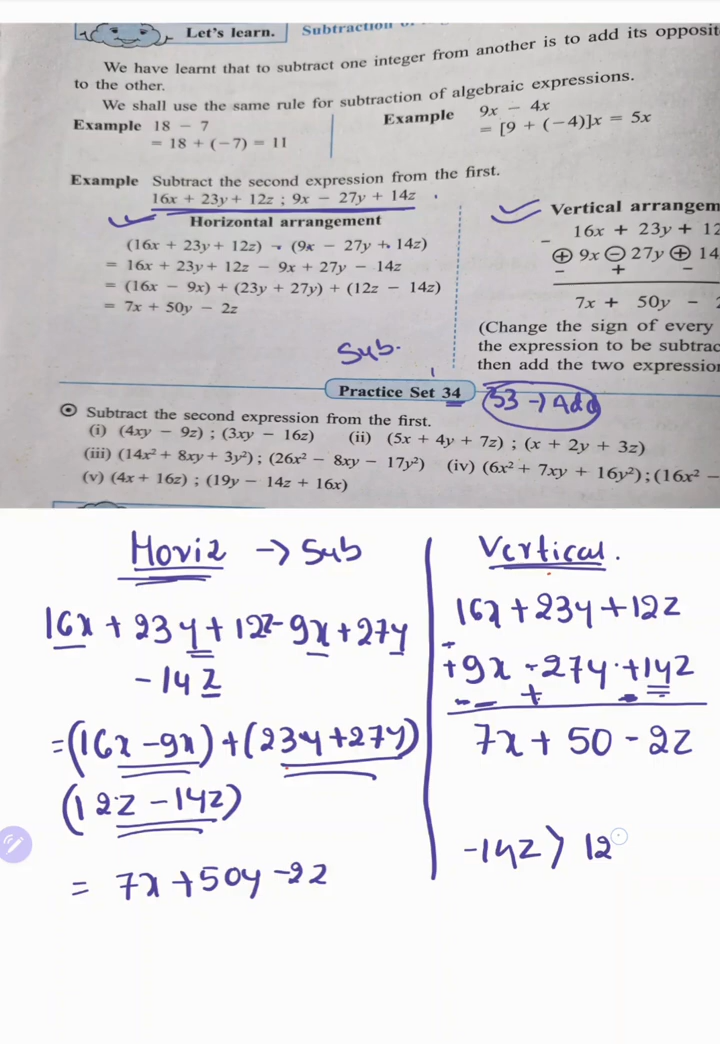 Let's learn.
Subtraction
We have learnt that to subtract one integer from another is to add its opposit
to the other.
We shall use the same rule for subtraction of algebraic expressions.
Example 18 − 7
= 18 + (−7) = 11
Example 9x − 4x
= [9 + (−4)]x = 5x
Example Subtract the second expression from the first.
16x + 23y + 12z ; 9x − 27y + 14z
Horizontal arrangement
(16x + 23y + 12z) − (9x − 27y + 14z)
= 16x + 23y + 12z − 9x + 27y − 14z
= (16x − 9x) + (23y + 27y) + (12z − 14z)
= 7x + 50y − 2z
Vertical arrangem
16x + 23y + 12
− ⊕ 9x ⊖ 27y ⊕ 14
− + −
7x + 50y −
(Change the sign of every
the expression to be subtrac
then add the two expression
Sub.
Practice Set 34
33 → Add
Subtract the second expression from the first.
(i) (4xy − 9z) ; (3xy − 16z) (ii) (5x + 4y + 7z) ; (x + 2y + 3z)
(iii) (14x² + 8xy + 3y²) ; (26x² − 8xy − 17y²) (iv) (6x² + 7xy + 16y²) ; (16x² −
(v) (4x + 16z) ; (19y − 14z + 16x)
Horiz → Sub
16x + 23y + 12z - 9x + 27y
- 14z
= (16x - 9x) + (23y + 27y)
(12z - 14z)
= 7x + 50y - 2z
Vertical.
16x + 23y + 12z
+9x - 27y + 14z
- + -
7x + 50 - 2z
-14z > 12